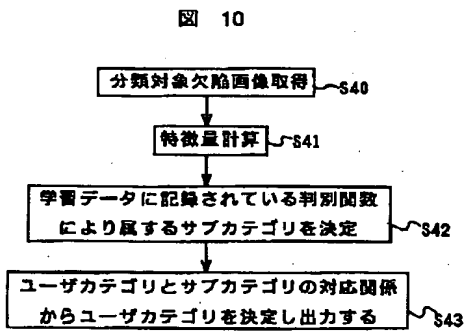 図 10
分類対象欠陥画像取得
S40
特徴量計算
S41
学習データに記録されている判別関数
により属するサブカテゴリを決定
S42
ユーザカテゴリとサブカテゴリの対応関係
からユーザカテゴリを決定し出力する
S43